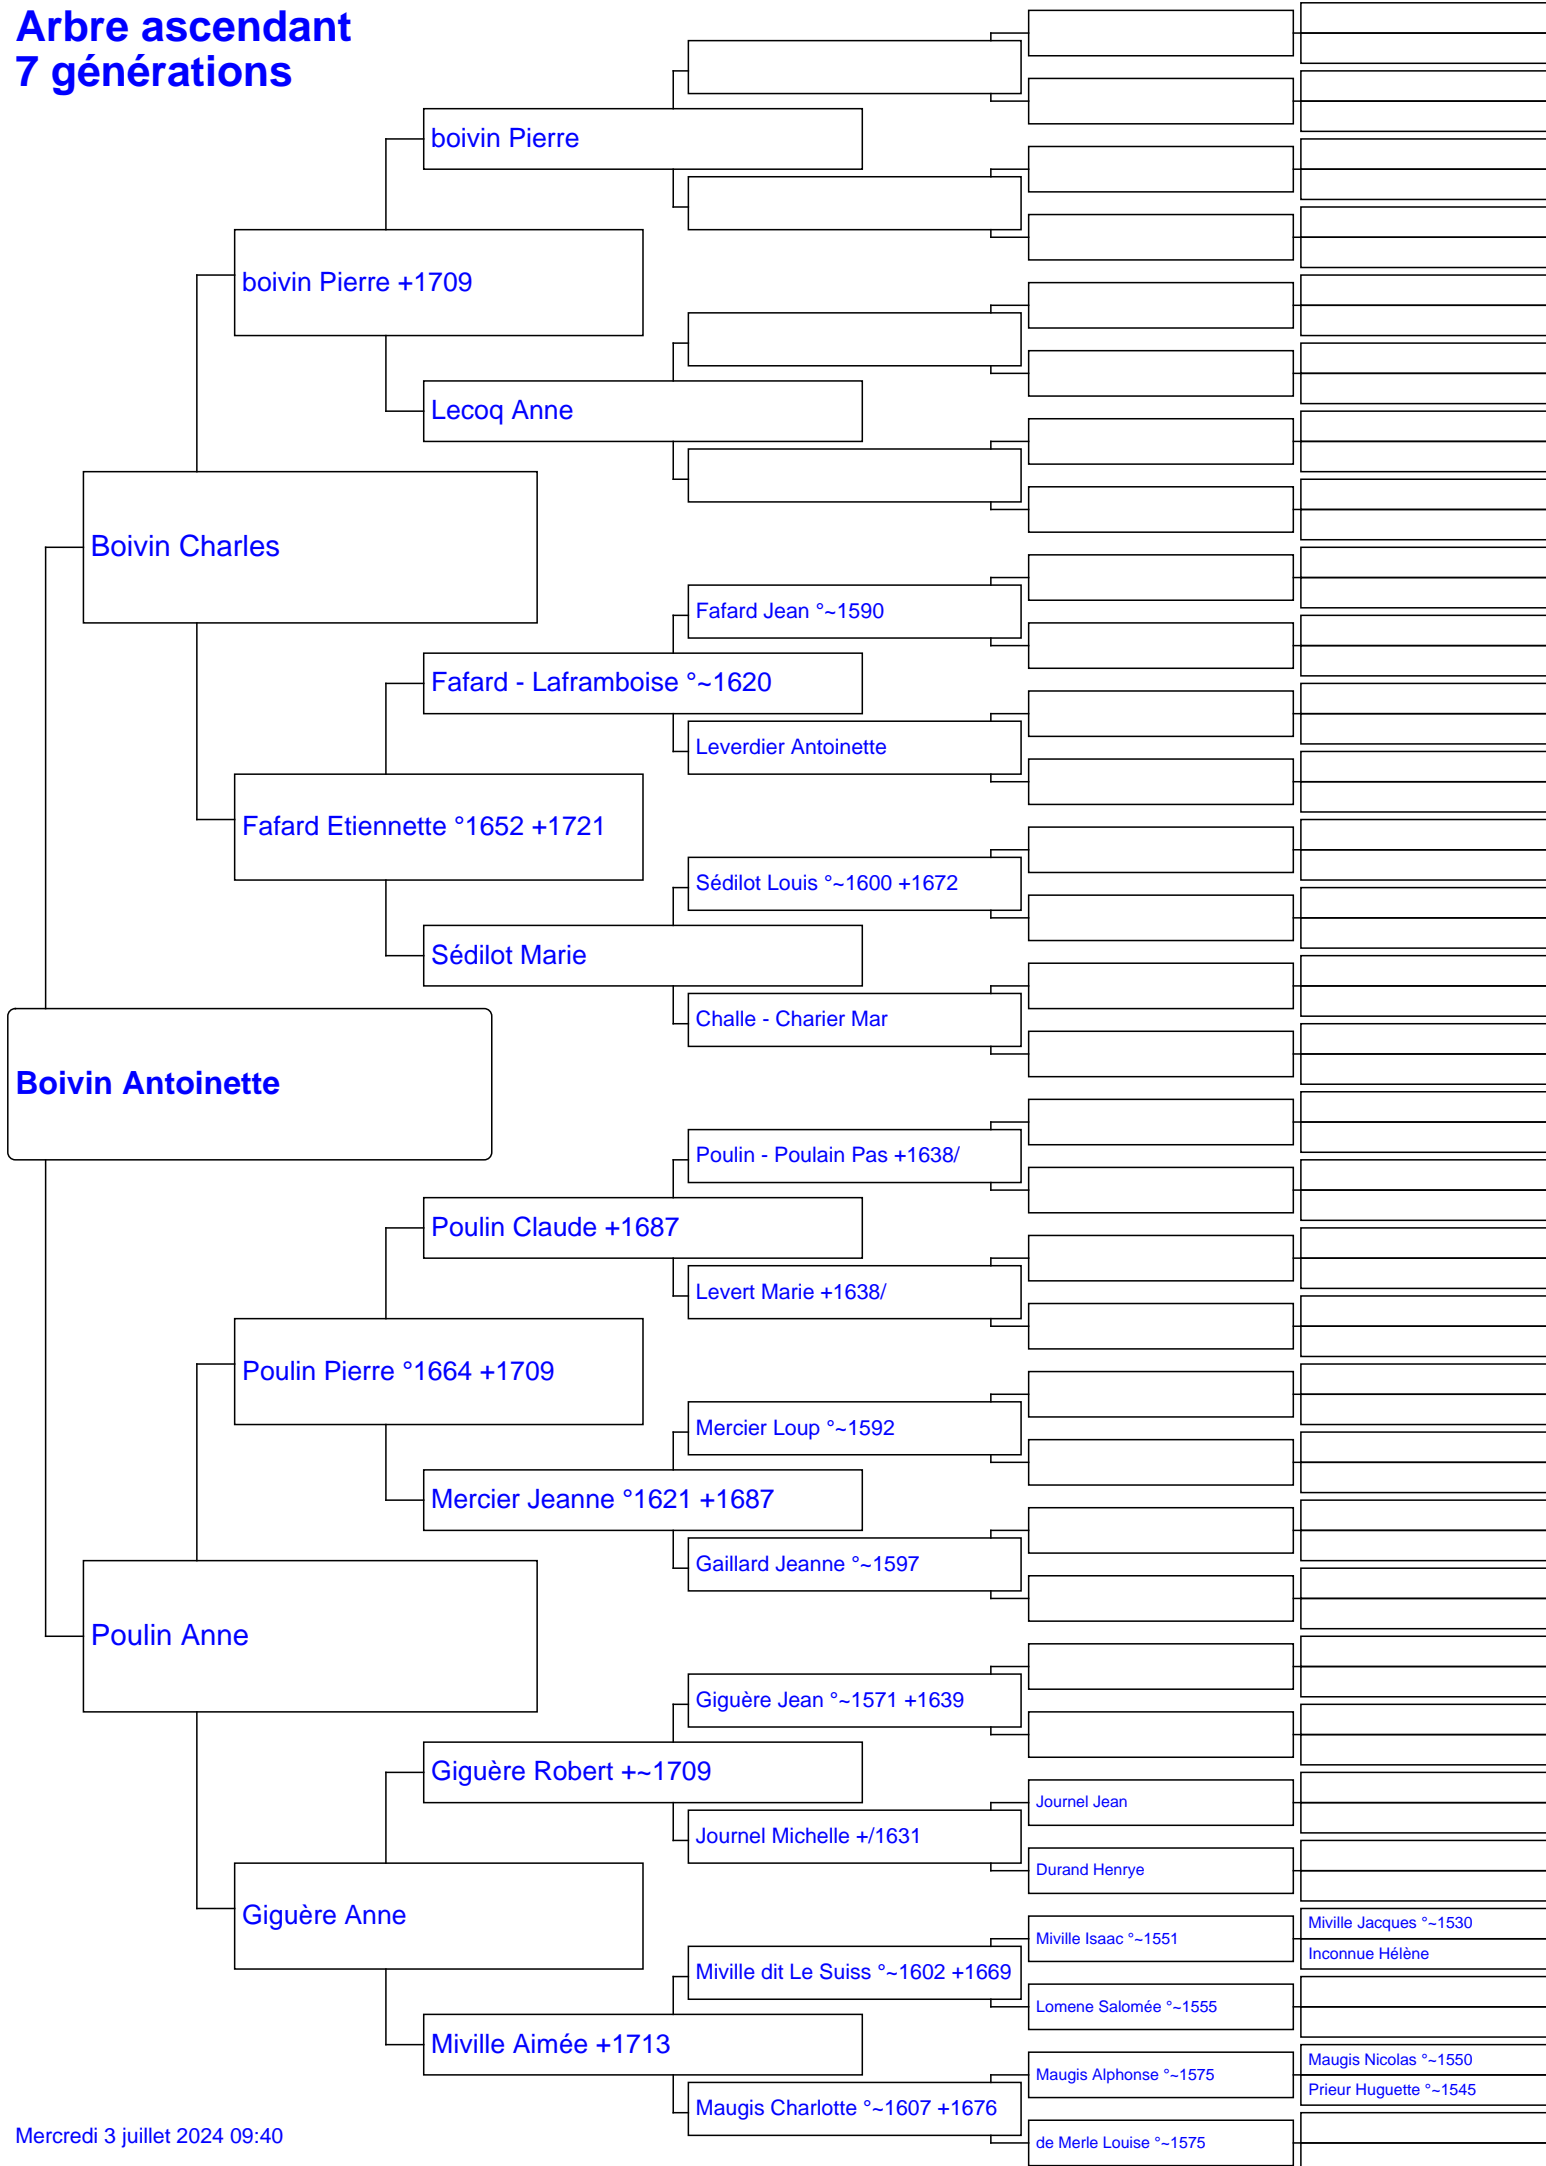 Arbre ascendant
7 générations
boivin Pierre
boivin Pierre +1709
Lecoq Anne
Boivin Charles
Fafard Jean °~1590
Fafard - Laframboise °~1620
Leverdier Antoinette
Fafard Etiennette °1652 +1721
Sédilot Louis °~1600 +1672
Sédilot Marie
Challe - Charier Mar
Boivin Antoinette
Poulin - Poulain Pas +1638/
Poulin Claude +1687
Levert Marie +1638/
Poulin Pierre °1664 +1709
Mercier Loup °~1592
Mercier Jeanne °1621 +1687
Gaillard Jeanne °~1597
Poulin Anne
Giguère Jean °~1571 +1639
Giguère Robert +~1709
Journel Jean
Journel Michelle +/1631
Durand Henrye
Giguère Anne
Miville Jacques °~1530
Miville Isaac °~1551
Inconnue Hélène
Miville dit Le Suiss °~1602 +1669
Lomene Salomée °~1555
Miville Aimée +1713
Maugis Nicolas °~1550
Maugis Alphonse °~1575
Prieur Huguette °~1545
Maugis Charlotte °~1607 +1676
de Merle Louise °~1575
Mercredi 3 juillet 2024 09:40